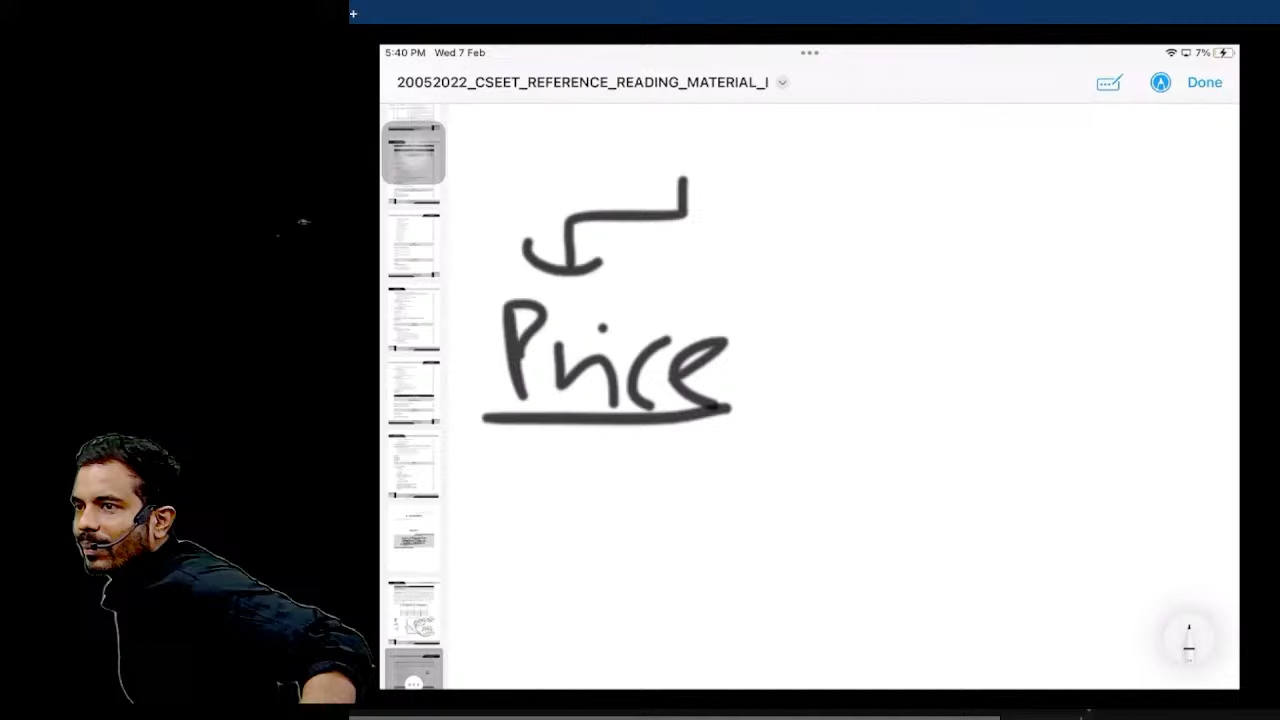 5:40 PM Wed 7 Feb
7%
20052022_CSEET_REFERENCE_READING_MATERIAL_I
Done
Price